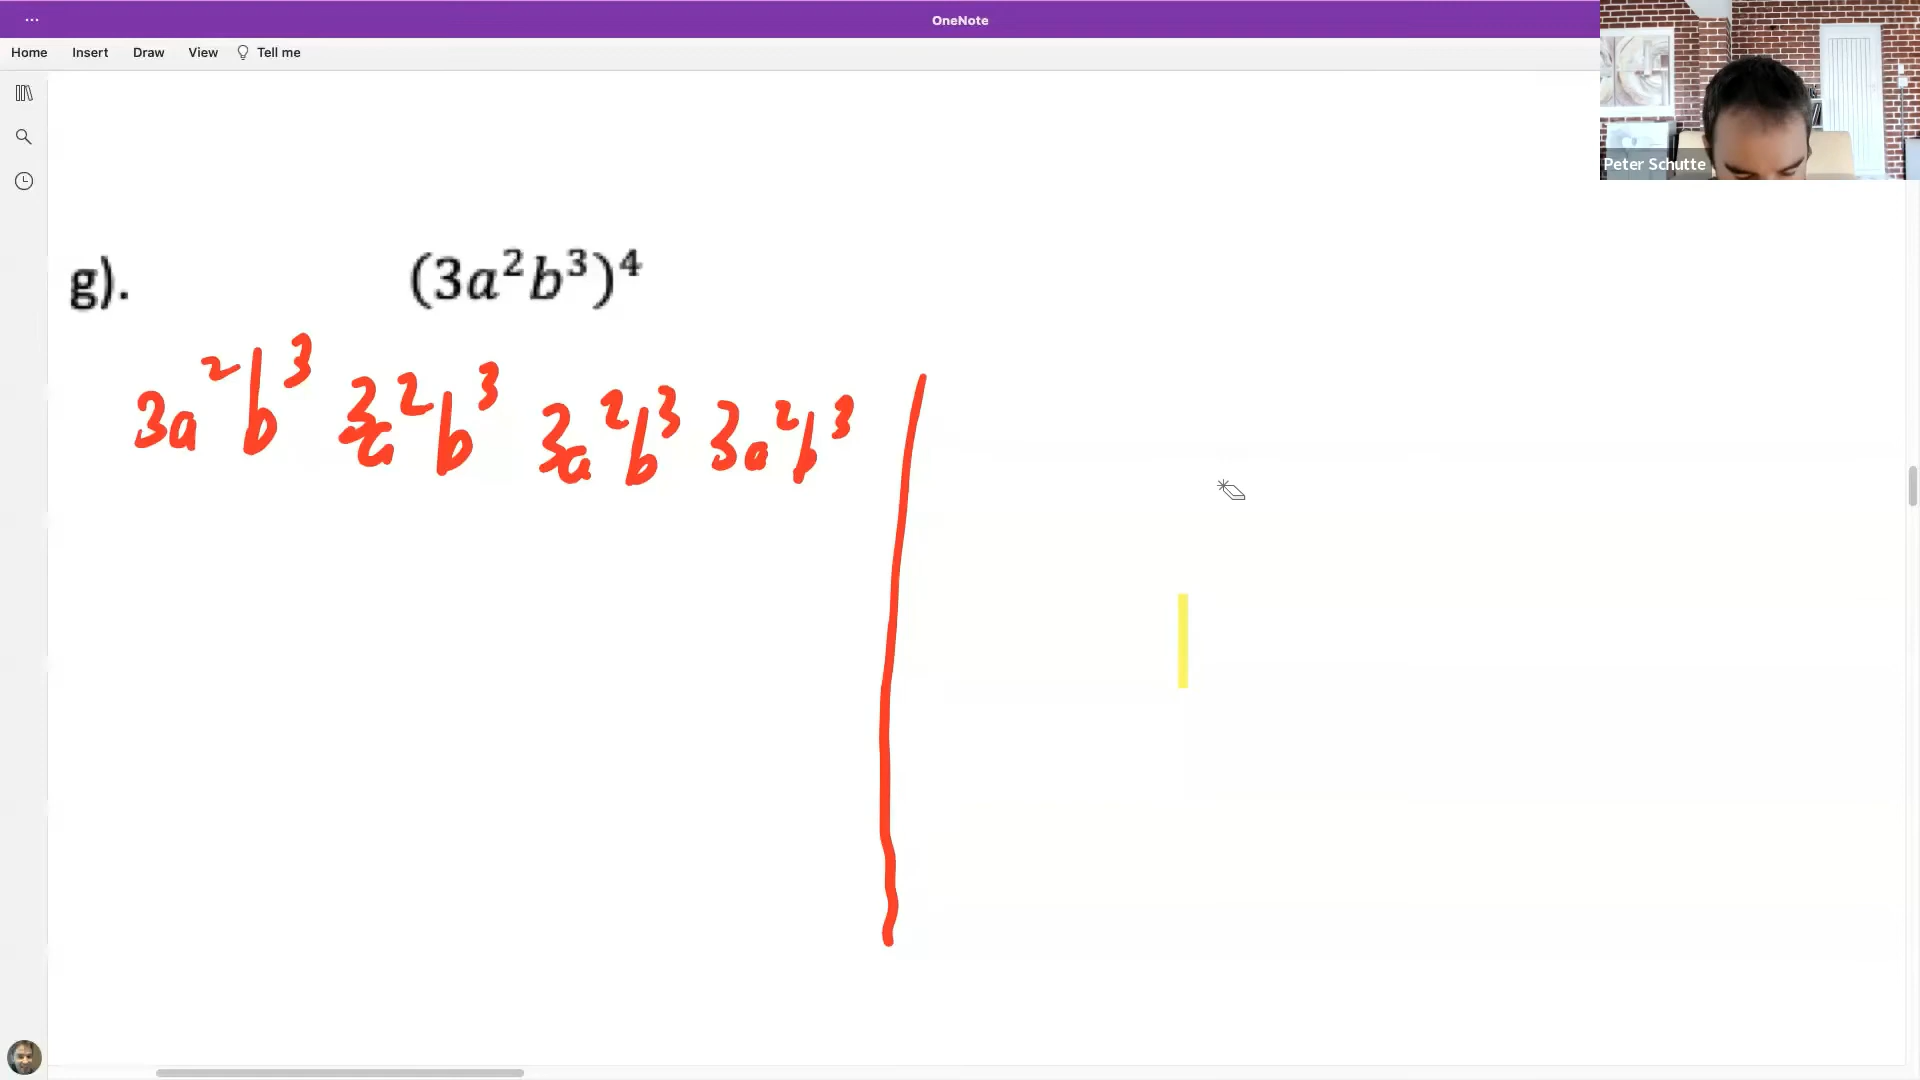 OneNote
Home Insert Draw View Tell me
Peter Schutte
g). (3a²b³)⁴
3a²b³ 3a²b³ 3a²b³ 3a²b³